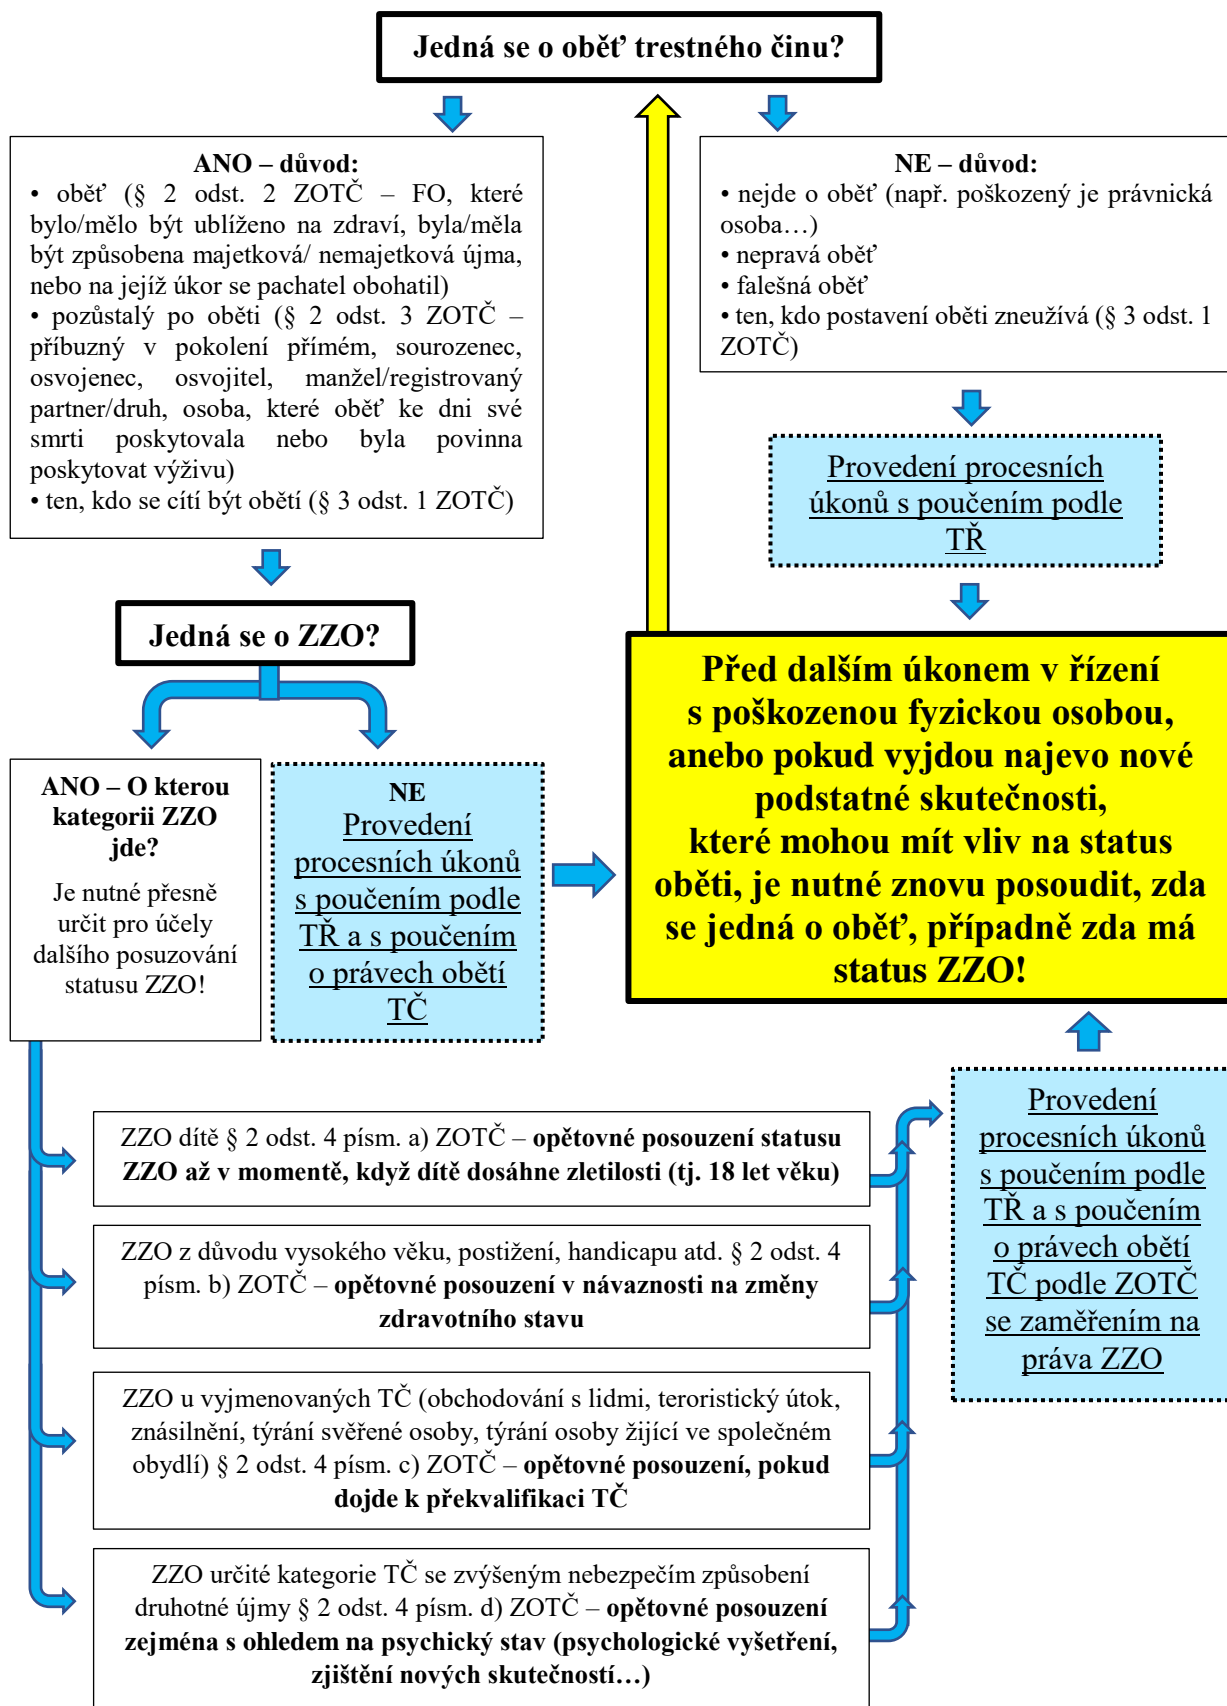 Jedná se o oběť trestného činu?
ANO – důvod:
• oběť (§ 2 odst. 2 ZOTČ – FO, které
bylo/mělo být ublíženo na zdraví, byla/měla
být způsobena majetková/ nemajetková újma,
nebo na jejíž úkor se pachatel obohatil)
• pozůstalý po oběti (§ 2 odst. 3 ZOTČ –
příbuzný v pokolení přímém, sourozenec,
osvojenec, osvojitel, manžel/registrovaný
partner/druh, osoba, které oběť ke dni své
smrti poskytovala nebo byla povinna
poskytovat výživu)
• ten, kdo se cítí být obětí (§ 3 odst. 1 ZOTČ)
NE – důvod:
• nejde o oběť (např. poškozený je právnická
osoba…)
• nepravá oběť
• falešná oběť
• ten, kdo postavení oběti zneužívá (§ 3 odst. 1
ZOTČ)
Provedení procesních
úkonů s poučením podle
TŘ
Jedná se o ZZO?
Před dalším úkonem v řízení
s poškozenou fyzickou osobou,
anebo pokud vyjdou najevo nové
podstatné skutečnosti,
které mohou mít vliv na status
oběti, je nutné znovu posoudit, zda
se jedná o oběť, případně zda má
status ZZO!
ANO – O kterou
kategorii ZZO
jde?
Je nutné přesně
určit pro účely
dalšího posuzování
statusu ZZO!
NE
Provedení
procesních úkonů
s poučením podle
TŘ a s poučením
o právech obětí
TČ
ZZO dítě § 2 odst. 4 písm. a) ZOTČ – opětovné posouzení statusu
ZZO až v momentě, když dítě dosáhne zletilosti (tj. 18 let věku)
ZZO z důvodu vysokého věku, postižení, handicapu atd. § 2 odst. 4
písm. b) ZOTČ – opětovné posouzení v návaznosti na změny
zdravotního stavu
ZZO u vyjmenovaných TČ (obchodování s lidmi, teroristický útok,
znásilnění, týrání svěřené osoby, týrání osoby žijící ve společném
obydlí) § 2 odst. 4 písm. c) ZOTČ – opětovné posouzení, pokud
dojde k překvalifikaci TČ
ZZO určité kategorie TČ se zvýšeným nebezpečím způsobení
druhotné újmy § 2 odst. 4 písm. d) ZOTČ – opětovné posouzení
zejména s ohledem na psychický stav (psychologické vyšetření,
zjištění nových skutečností…)
Provedení
procesních úkonů
s poučením podle
TŘ a s poučením
o právech obětí
TČ podle ZOTČ
se zaměřením na
práva ZZO